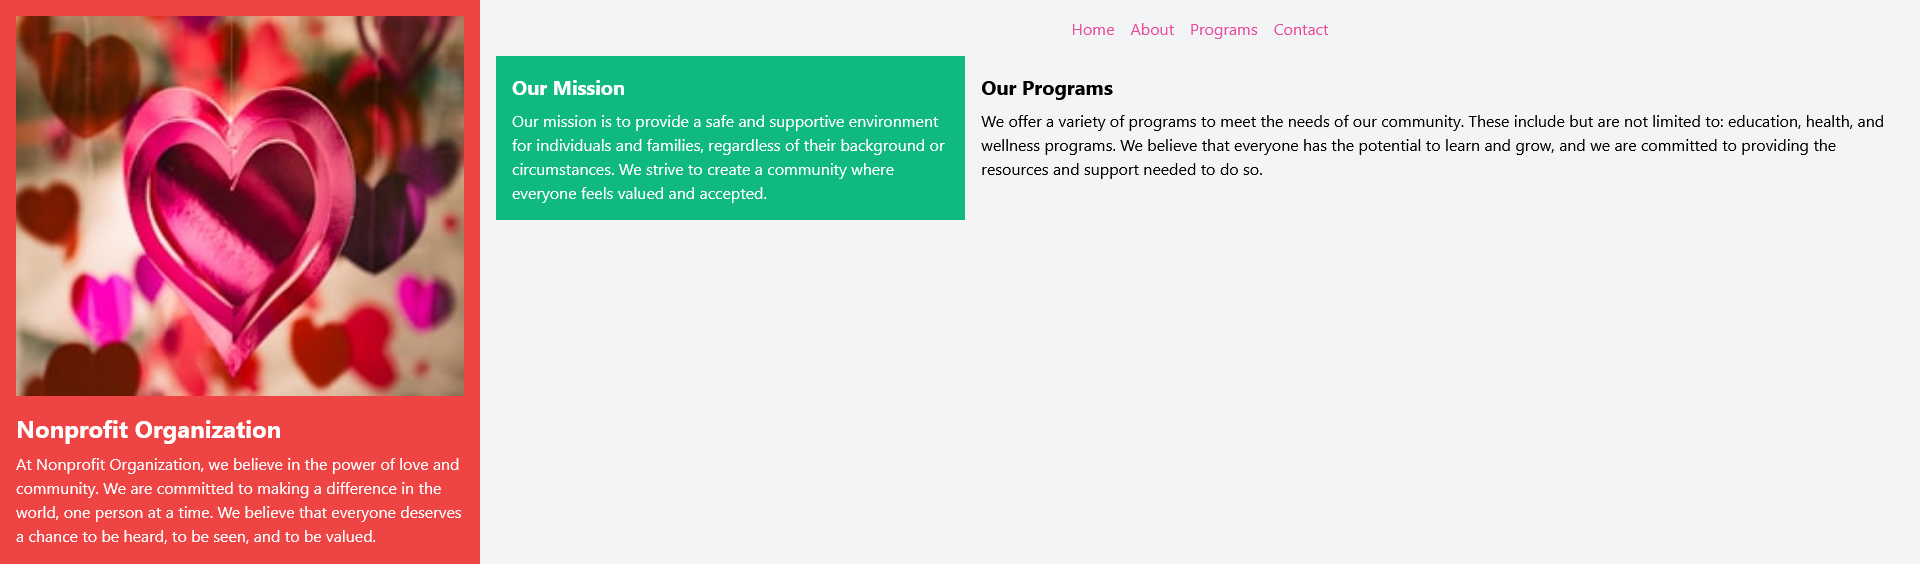 Home About Programs Contact
Our Mission
Our mission is to provide a safe and supportive environment
for individuals and families, regardless of their background or
circumstances. We strive to create a community where
everyone feels valued and accepted.
Our Programs
We offer a variety of programs to meet the needs of our community. These include but are not limited to: education, health, and
wellness programs. We believe that everyone has the potential to learn and grow, and we are committed to providing the
resources and support needed to do so.
Nonprofit Organization
At Nonprofit Organization, we believe in the power of love and
community. We are committed to making a difference in the
world, one person at a time. We believe that everyone deserves
a chance to be heard, to be seen, and to be valued.